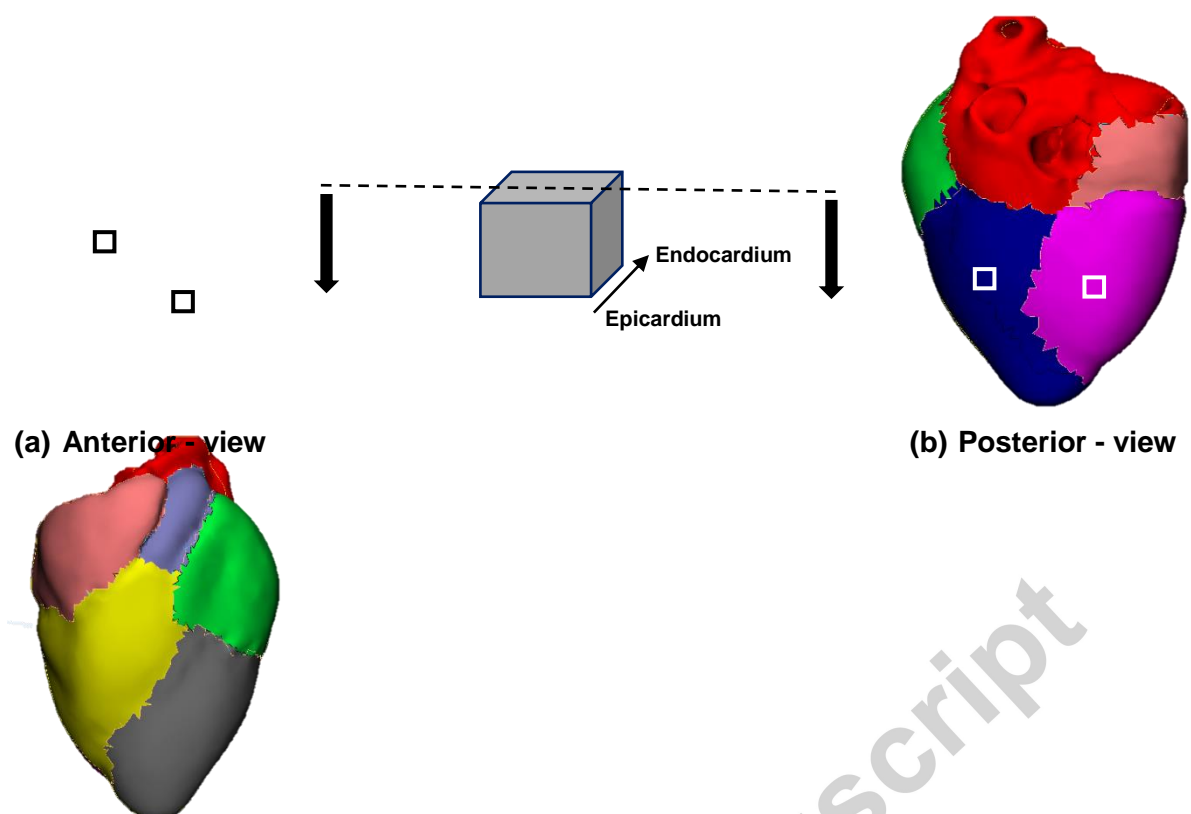 Endocardium
Epicardium
(a) Anterior - view
(b) Posterior - view
script